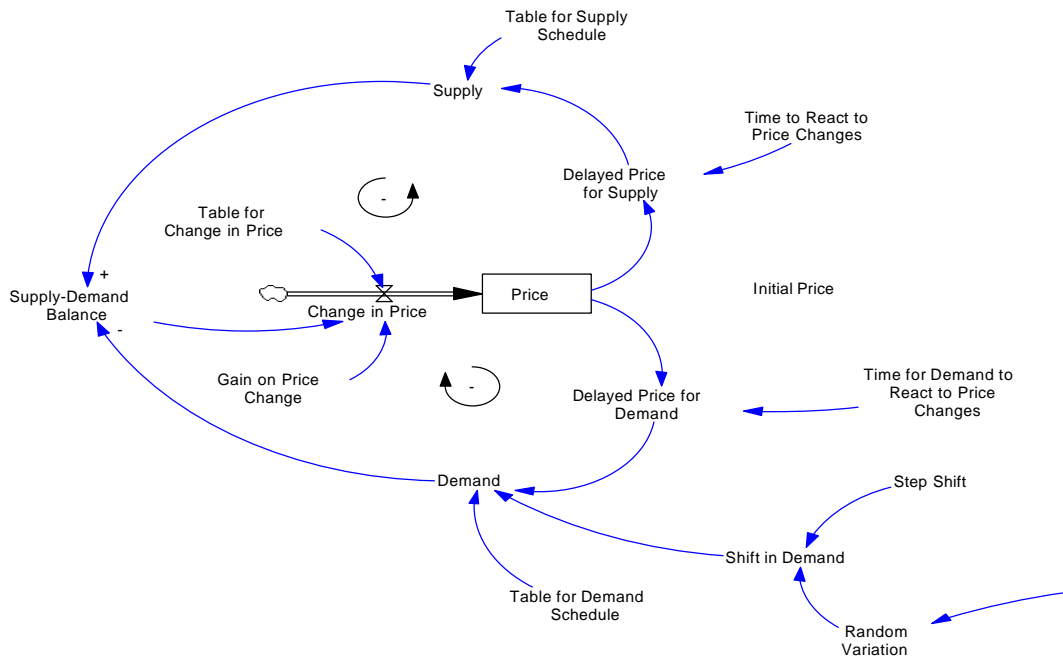 Table for Supply
Schedule
Supply
Time to React to
Price Changes
Delayed Price
for Supply
-
Table for
Change in Price
+
Supply-Demand
Balance
-
Price
Initial Price
Change in Price
Gain on Price
Change
-
Delayed Price for
Demand
Time for Demand to
React to Price
Changes
Demand
Step Shift
Shift in Demand
Table for Demand
Schedule
Random
Variation